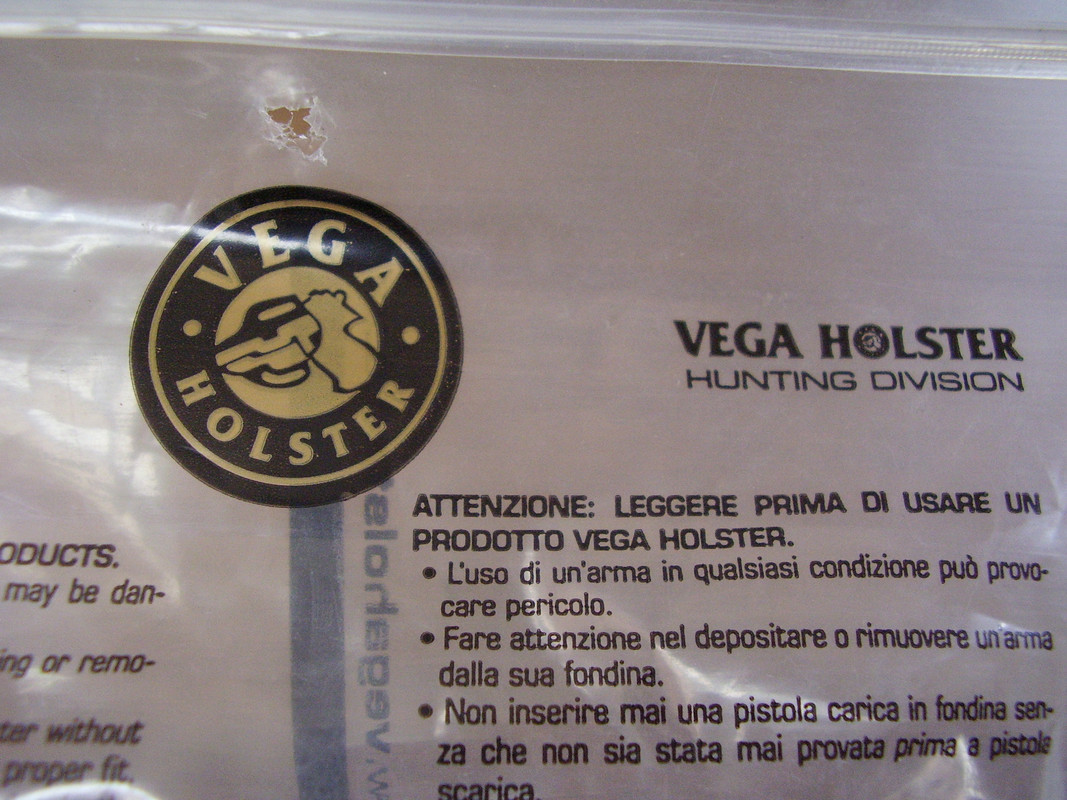 VEGA
HOLSTER
VEGA HOLSTER
HUNTING DIVISION
ODUCTS.
may be dan-
ing or remo-
ter without
proper fit.
ATTENZIONE: LEGGERE PRIMA DI USARE UN
PRODOTTO VEGA HOLSTER.
• L'uso di un'arma in qualsiasi condizione può provo-
care pericolo.
• Fare attenzione nel depositare o rimuovere un'arma
dalla sua fondina.
• Non inserire mai una pistola carica in fondina sen-
za che non sia stata mai provata prima a pistola
scarica.